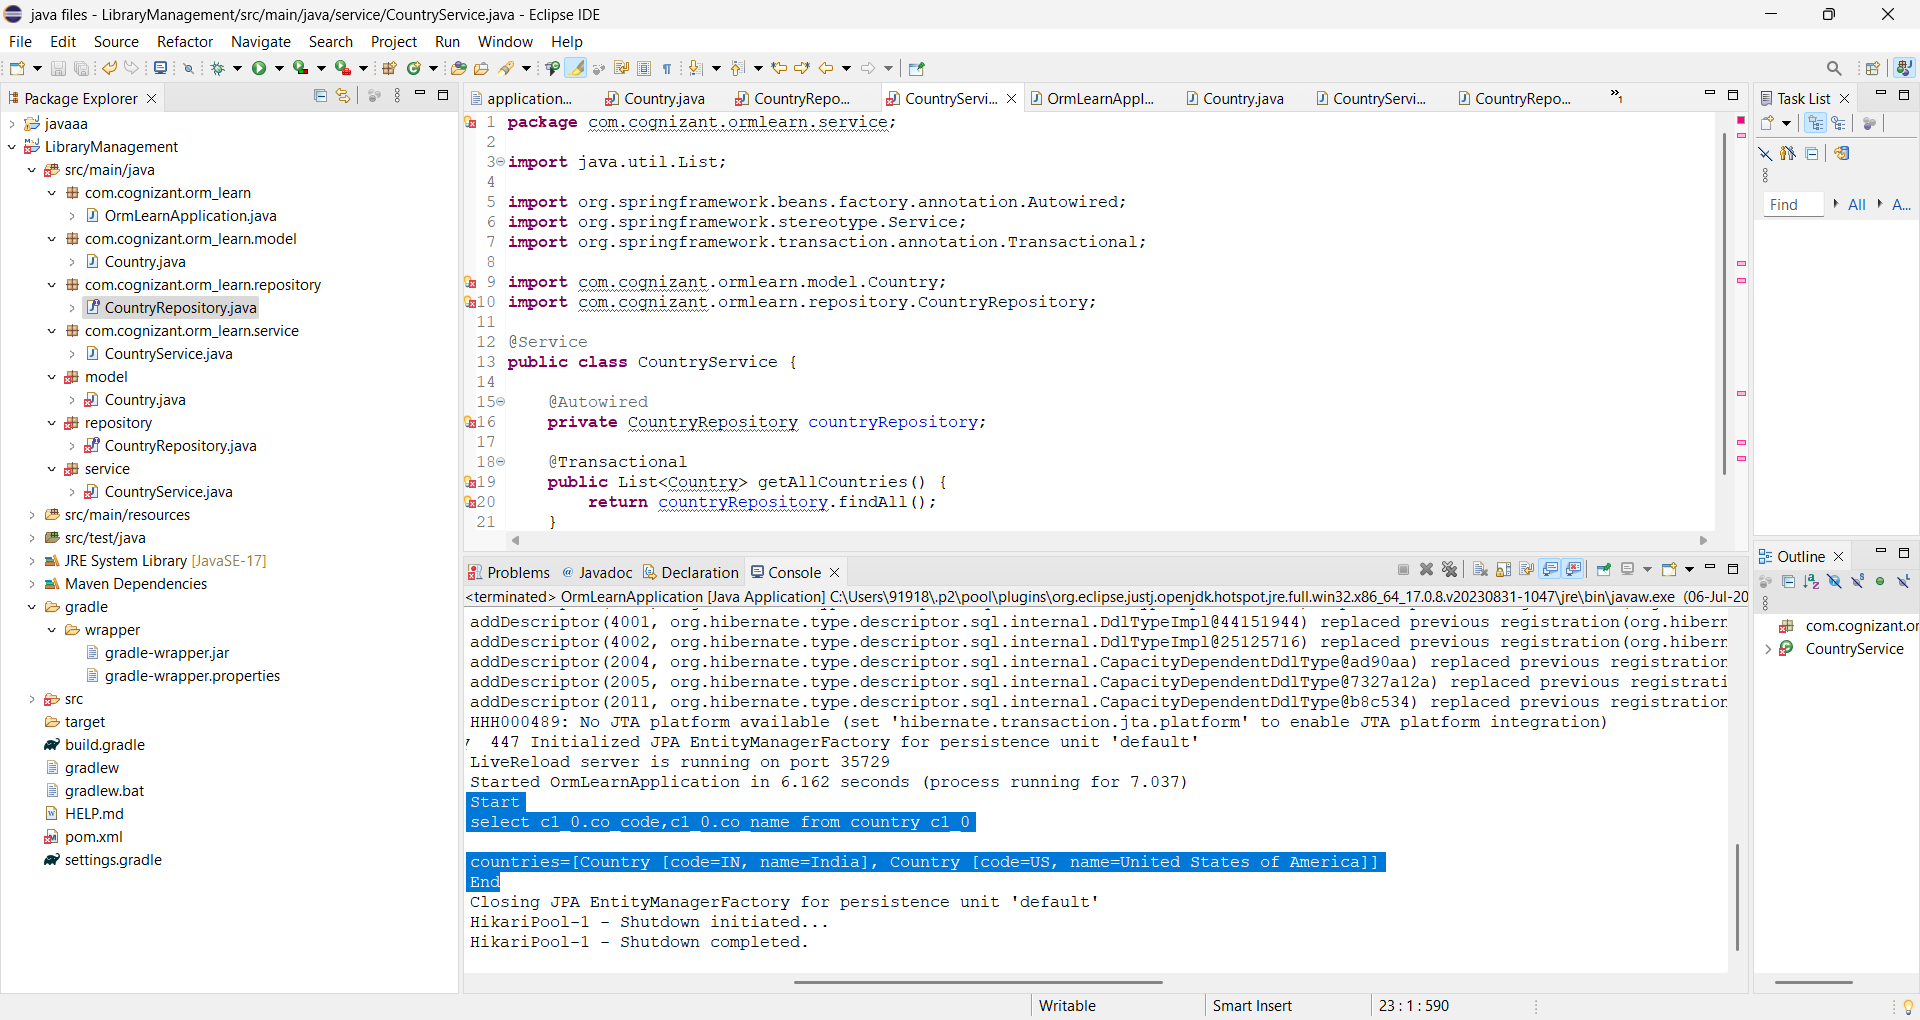 java files - LibraryManagement/src/main/java/service/CountryService.java - Eclipse IDE
File Edit Source Refactor Navigate Search Project Run Window Help
Package Explorer
javaaa
LibraryManagement
src/main/java
com.cognizant.orm_learn
OrmLearnApplication.java
com.cognizant.orm_learn.model
Country.java
com.cognizant.orm_learn.repository
CountryRepository.java
com.cognizant.orm_learn.service
CountryService.java
model
Country.java
repository
CountryRepository.java
service
CountryService.java
src/main/resources
src/test/java
JRE System Library [JavaSE-17]
Maven Dependencies
gradle
wrapper
gradle-wrapper.jar
gradle-wrapper.properties
src
target
build.gradle
gradlew
gradlew.bat
HELP.md
pom.xml
settings.gradle
application... Country.java CountryRepo... CountryServi... OrmLearnAppl... Country.java CountryServi... CountryRepo... »1
1 package com.cognizant.ormlearn.service;
2
3 import java.util.List;
4
5 import org.springframework.beans.factory.annotation.Autowired;
6 import org.springframework.stereotype.Service;
7 import org.springframework.transaction.annotation.Transactional;
8
9 import com.cognizant.ormlearn.model.Country;
10 import com.cognizant.ormlearn.repository.CountryRepository;
11
12 @Service
13 public class CountryService {
14
15 @Autowired
16 private CountryRepository countryRepository;
17
18 @Transactional
19 public List<Country> getAllCountries() {
20 return countryRepository.findAll();
21 }
Problems Javadoc Declaration Console
<terminated> OrmLearnApplication [Java Application] C:\Users\91918\.p2\pool\plugins\org.eclipse.justj.openjdk.hotspot.jre.full.win32.x86_64_17.0.8.v20230831-1047\jre\bin\javaw.exe (06-Jul-20
addDescriptor(4001, org.hibernate.type.descriptor.sql.internal.DdlTypeImpl@44151944) replaced previous registration(org.hibern
addDescriptor(4002, org.hibernate.type.descriptor.sql.internal.DdlTypeImpl@25125716) replaced previous registration(org.hibern
addDescriptor(2004, org.hibernate.type.descriptor.sql.internal.CapacityDependentDdlType@ad90aa) replaced previous registration
addDescriptor(2005, org.hibernate.type.descriptor.sql.internal.CapacityDependentDdlType@7327a12a) replaced previous registrati
addDescriptor(2011, org.hibernate.type.descriptor.sql.internal.CapacityDependentDdlType@b8c534) replaced previous registration
HHH000489: No JTA platform available (set 'hibernate.transaction.jta.platform' to enable JTA platform integration)
447 Initialized JPA EntityManagerFactory for persistence unit 'default'
LiveReload server is running on port 35729
Started OrmLearnApplication in 6.162 seconds (process running for 7.037)
Start
select c1_0.co_code,c1_0.co_name from country c1_0
countries=[Country [code=IN, name=India], Country [code=US, name=United States of America]]
End
Closing JPA EntityManagerFactory for persistence unit 'default'
HikariPool-1 - Shutdown initiated...
HikariPool-1 - Shutdown completed.
Task List
Find All A...
Outline
com.cognizant.or
CountryService
Writable Smart Insert 23 : 1 : 590